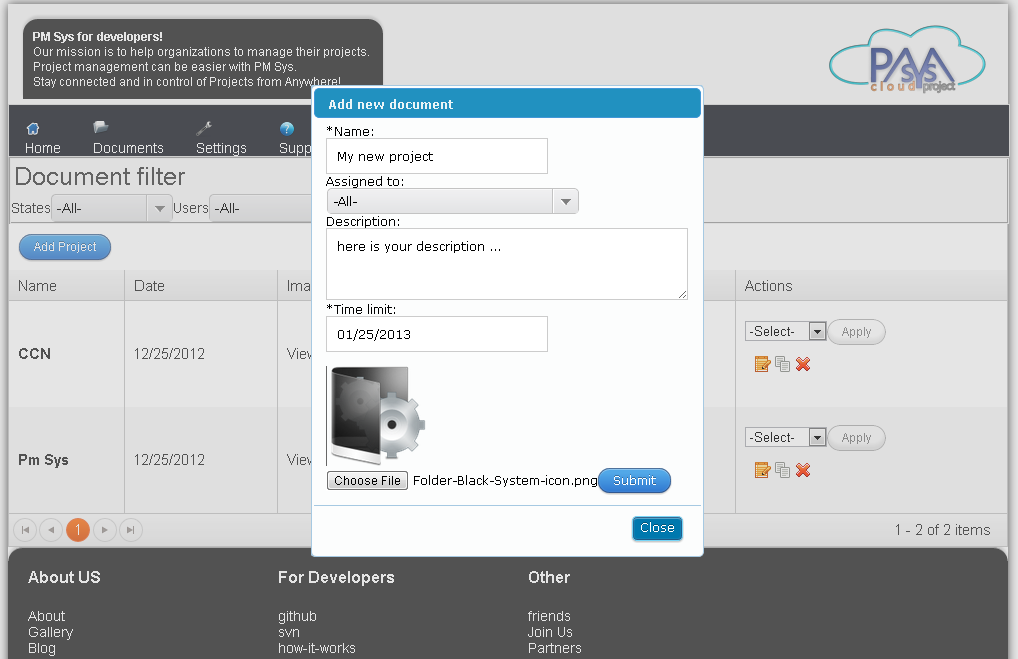 PM Sys for developers!
Our mission is to help organizations to manage their projects.
Project management can be easier with PM Sys.
Stay connected and in control of Projects from Anywhere!
PAAA
sys
cloud project
Home Documents Settings Supp
Document filter
States -All- Users -All-
Add Project
Name Date Ima Actions
CCN 12/25/2012 View -Select- Apply
Pm Sys 12/25/2012 View -Select- Apply
1
1 - 2 of 2 items
Add new document
*Name:
My new project
Assigned to:
-All-
Description:
here is your description ...
*Time limit:
01/25/2013
Choose File Folder-Black-System-icon.png Submit
Close
About US For Developers Other
About github friends
Gallery svn Join Us
Blog how-it-works Partners